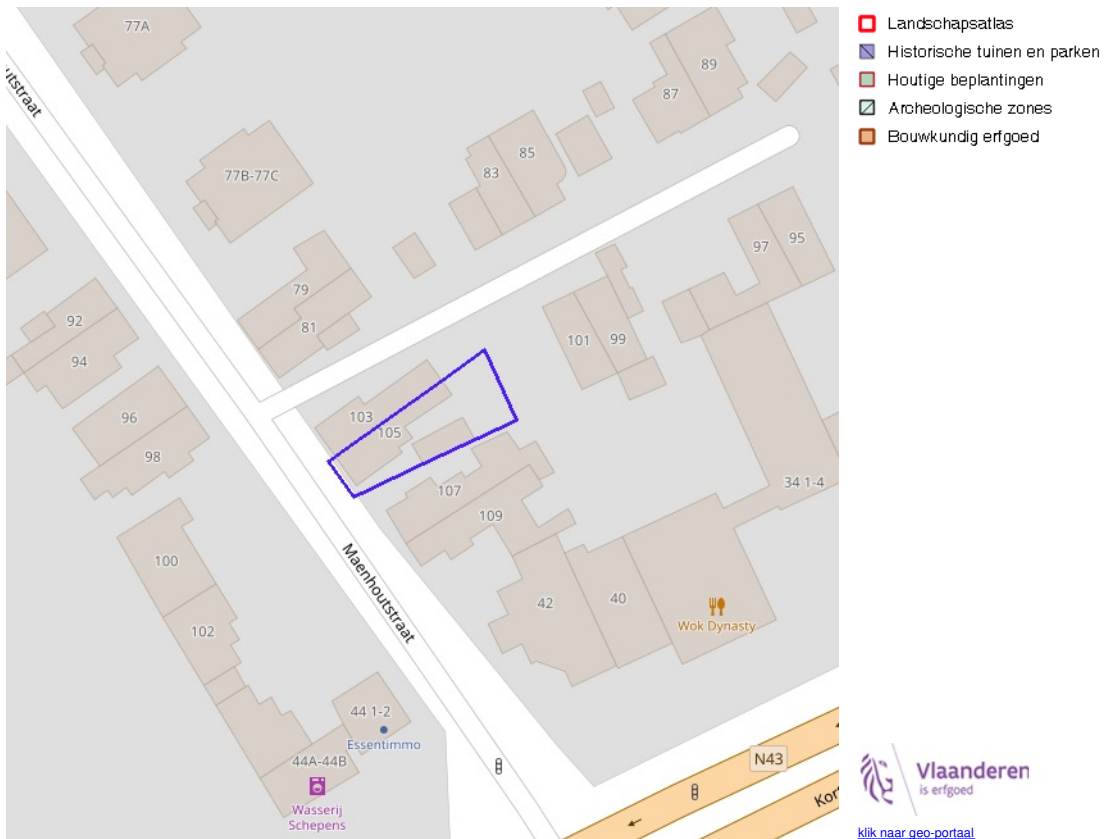 77A
utstraat
89
87
85
83
77B-77C
97
95
79
81
92
94
101
99
96
103
105
98
34 1-4
107
109
100
Maenhoutstraat
42
40
Wok Dynasty
102
44 1-2
Essentimmo
44A-44B
N43
Kor
Wasserij
Schepens
Landschapsatlas
Historische tuinen en parken
Houtige beplantingen
Archeologische zones
Bouwkundig erfgoed
Vlaanderen
is erfgoed
klik naar geo-portaal